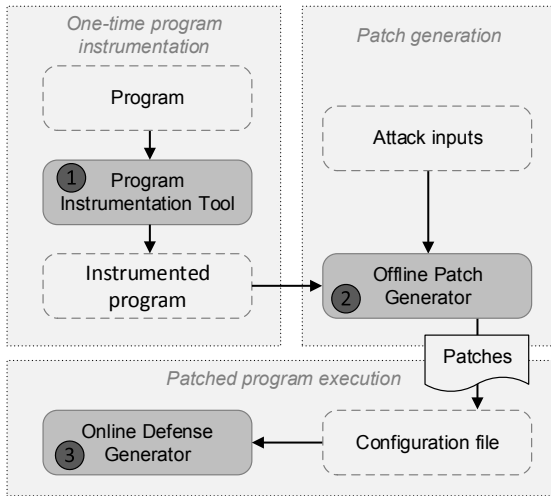 One-time program
instrumentation
Program
1
Program
Instrumentation Tool
Instrumented
program
Patch generation
Attack inputs
Offline Patch
2
Generator
Patches
Patched program execution
Online Defense
3
Generator
Configuration file